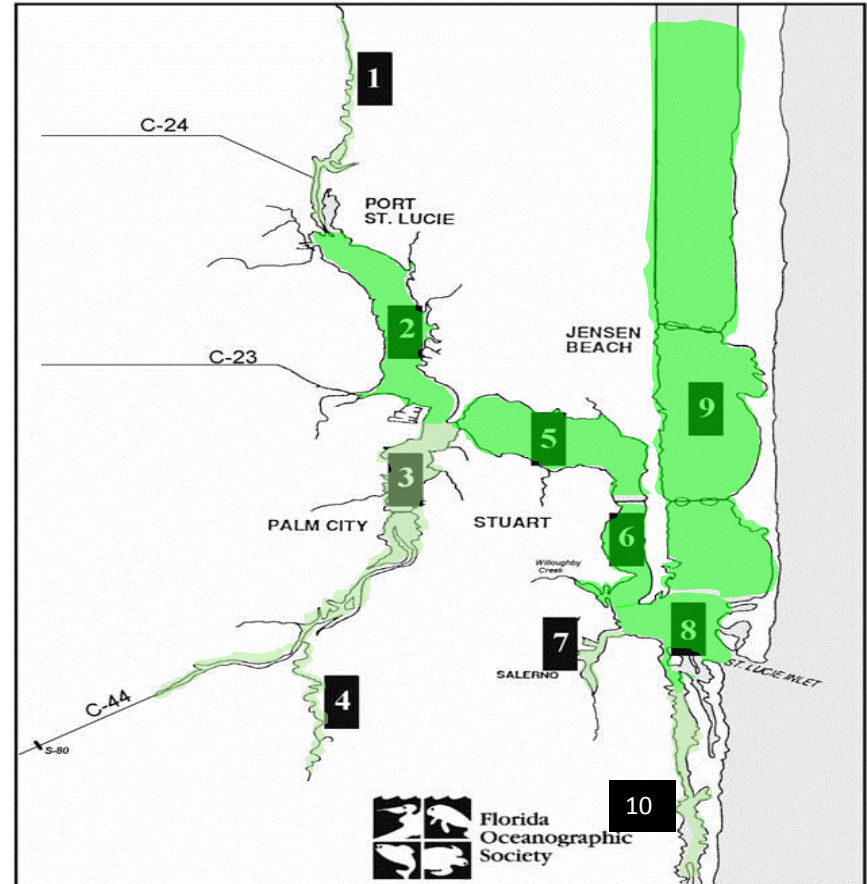 1
C-24
PORT
ST. LUCIE
2
JENSEN
BEACH
C-23
9
5
3
PALM CITY
STUART
6
Willoughby
Creek
7
8
SALERNO
ST. LUCIE INLET
4
C-44
S-80
10
Florida
Oceanographic
Society